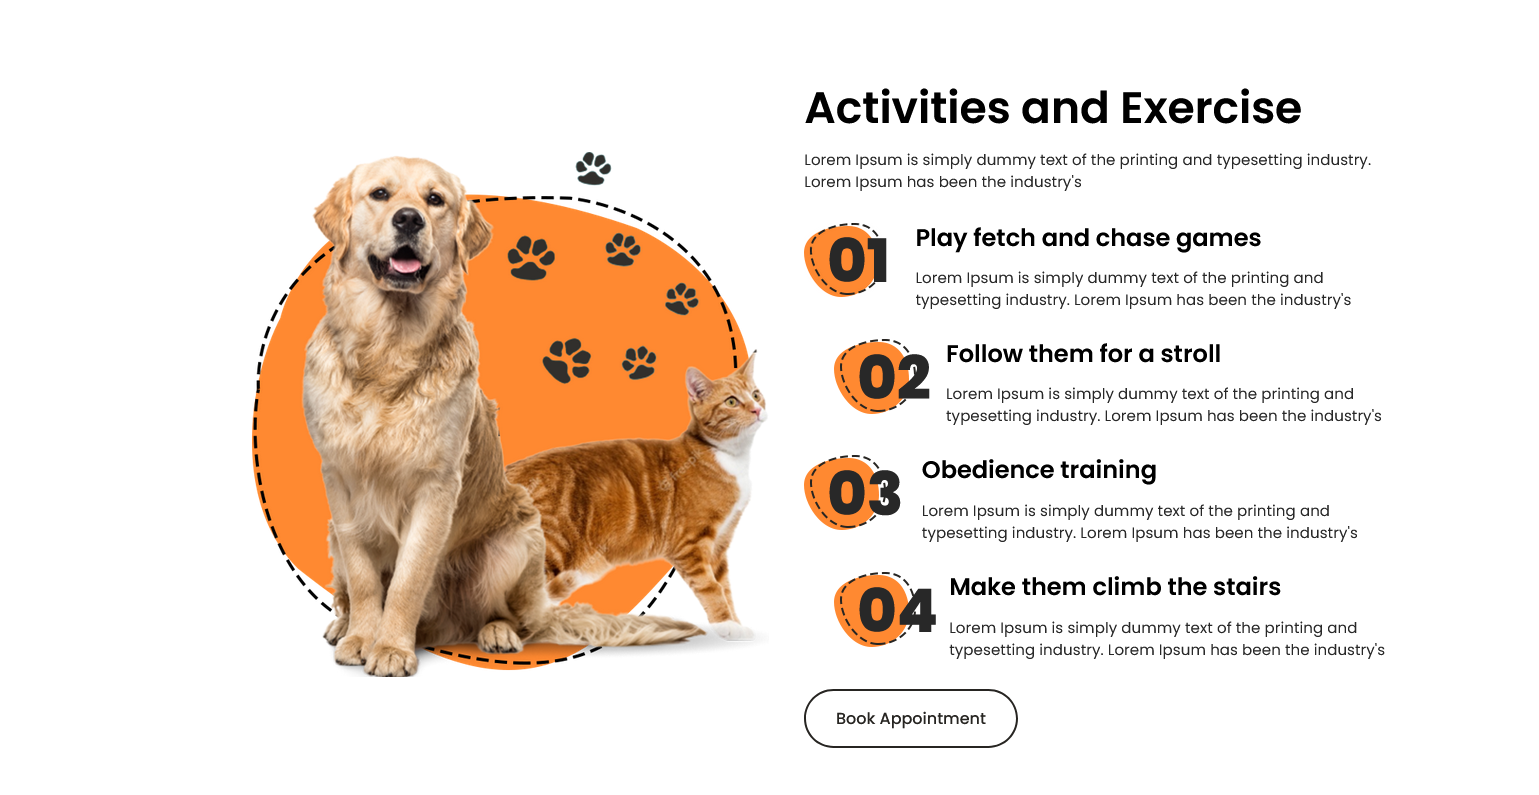 Activities and Exercise
Lorem Ipsum is simply dummy text of the printing and typesetting industry.
Lorem Ipsum has been the industry's
01
Play fetch and chase games
Lorem Ipsum is simply dummy text of the printing and
typesetting industry. Lorem Ipsum has been the industry's
02
Follow them for a stroll
Lorem Ipsum is simply dummy text of the printing and
typesetting industry. Lorem Ipsum has been the industry's
03
Obedience training
Lorem Ipsum is simply dummy text of the printing and
typesetting industry. Lorem Ipsum has been the industry's
04
Make them climb the stairs
Lorem Ipsum is simply dummy text of the printing and
typesetting industry. Lorem Ipsum has been the industry's
Book Appointment